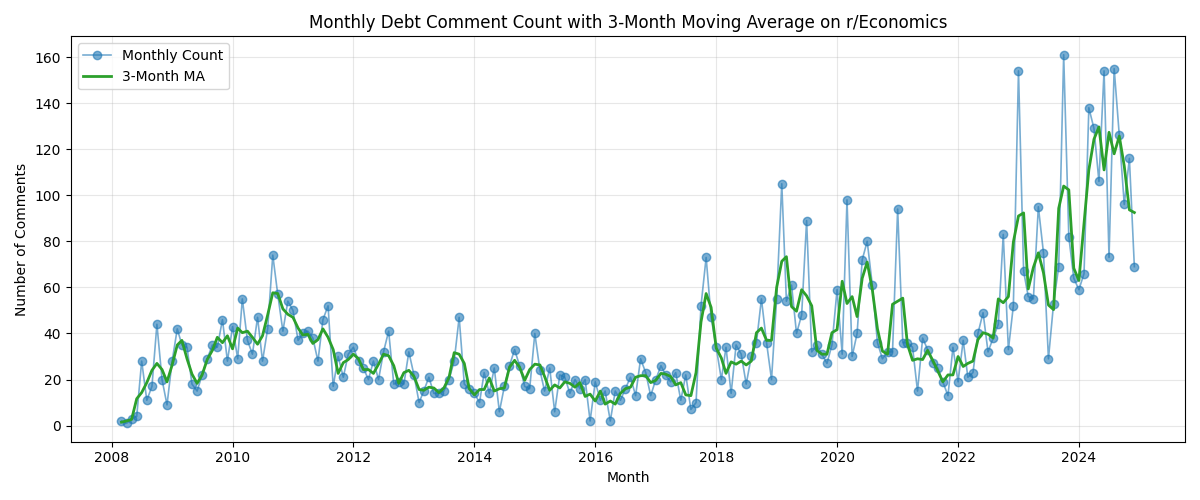 Monthly Debt Comment Count with 3-Month Moving Average on r/Economics
Monthly Count
3-Month MA
Number of Comments
160
140
120
100
80
60
40
20
0
2008 2010 2012 2014 2016 2018 2020 2022 2024
Month